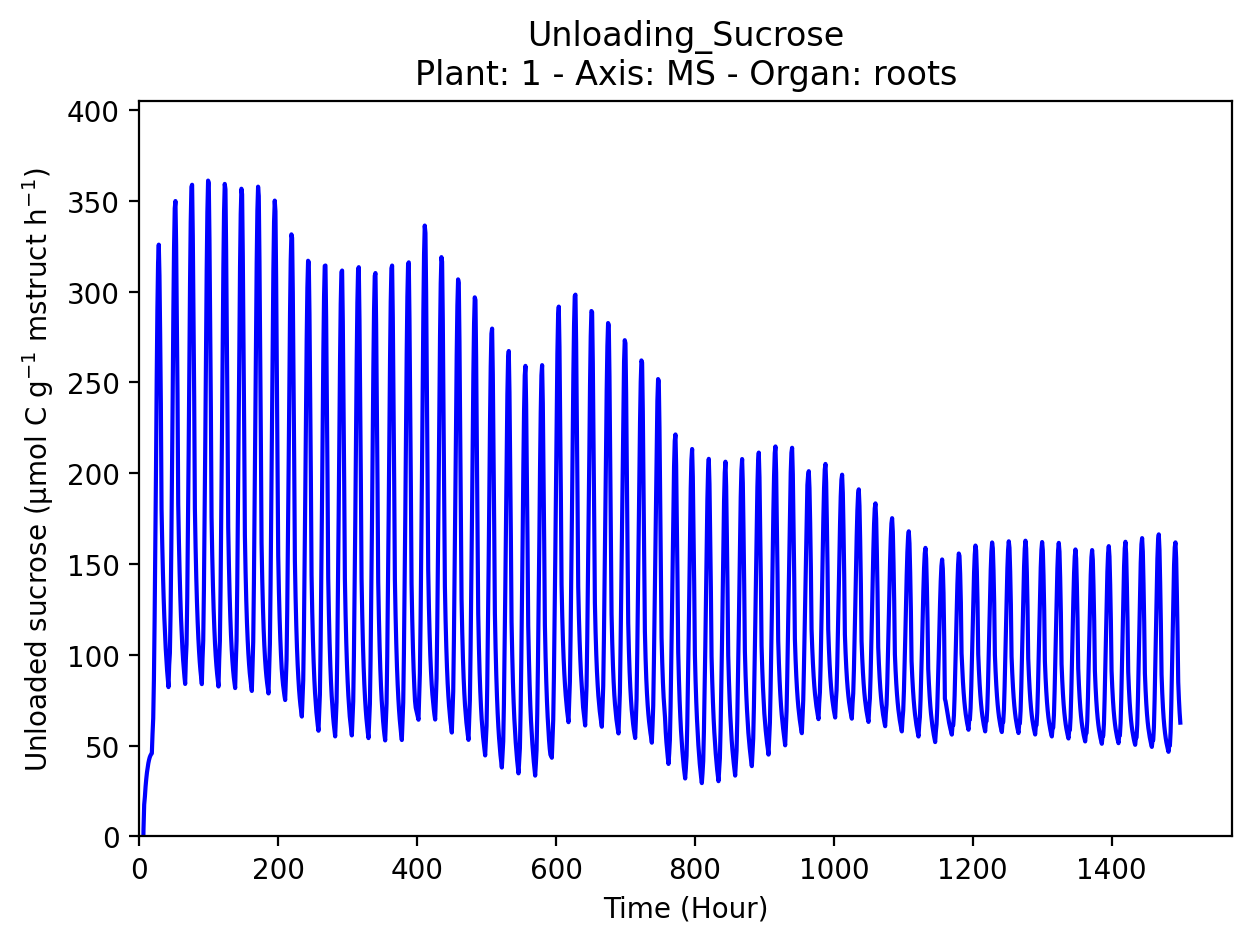 Unloading_Sucrose
Plant: 1 - Axis: MS - Organ: roots
Unloaded sucrose (µmol C g⁻¹ mstruct h⁻¹)
400
350
300
250
200
150
100
50
0
0 200 400 600 800 1000 1200 1400
Time (Hour)